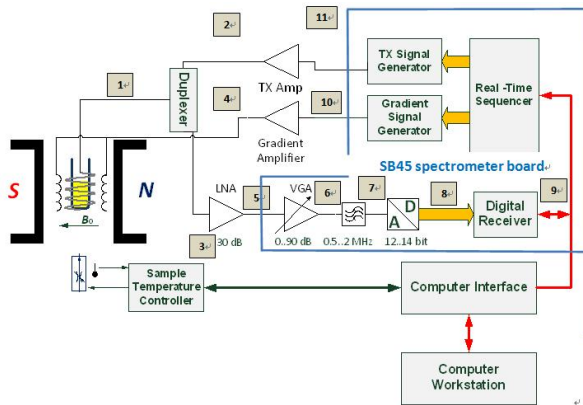 11
2
TX Signal
Generator
Real -Time
Sequencer
1
Duplexer
TX Amp
4
10
Gradient
Signal
Generator
Gradient
Amplifier
SB45 spectrometer board
S
N
B₀
LNA
5
VGA
6
7
8
9
A
D
Digital
Receiver
3
30 dB
0..90 dB
0.5..2 MHz
12..14 bit
Sample
Temperature
Controller
Computer Interface
Computer
Workstation